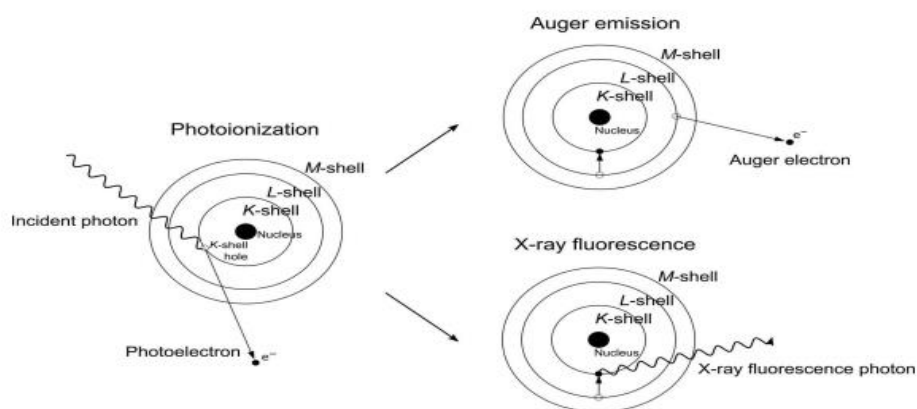 Photoionization
M-shell
L-shell
K-shell
Nucleus
K-shell
hole
Incident photon
Photoelectron
e⁻
Auger emission
M-shell
L-shell
K-shell
Nucleus
e⁻
Auger electron
X-ray fluorescence
M-shell
L-shell
K-shell
Nucleus
X-ray fluorescence photon